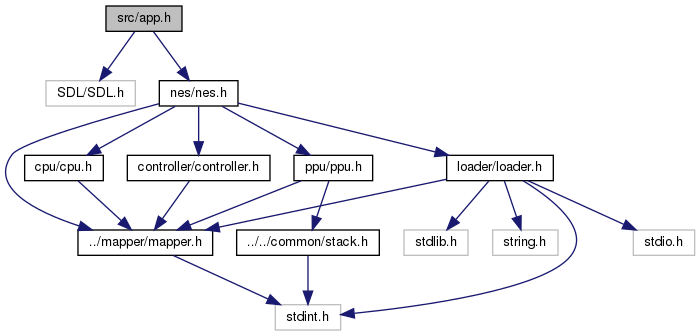 src/app.h
SDL/SDL.h
nes/nes.h
cpu/cpu.h
controller/controller.h
ppu/ppu.h
loader/loader.h
../mapper/mapper.h
../../common/stack.h
stdlib.h
string.h
stdio.h
stdint.h